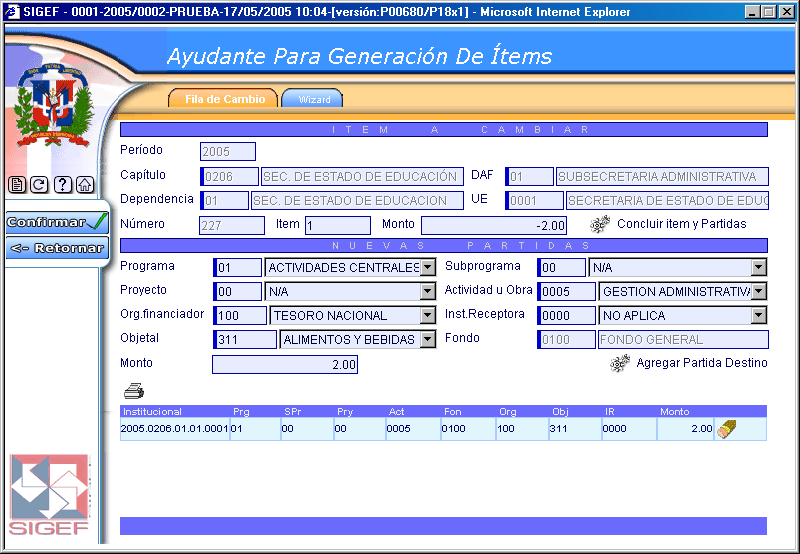 SIGEF - 0001-2005/0002-PRUEBA-17/05/2005 10:04-[versión:P00680/P18x1] - Microsoft Internet Explorer
Ayudante Para Generación De Ítems
Fila de Cambio Wizard
ITEM A CAMBIAR
Período 2005
Capítulo 0206 SEC. DE ESTADO DE EDUCACIÓN DAF 01 SUBSECRETARIA ADMINISTRATIVA
Dependencia 01 SEC. DE ESTADO DE EDUCACION UE 0001 SECRETARIA DE ESTADO DE EDUC
Número 227 Item 1 Monto -2.00 Concluir item y Partidas
Confirmar
<- Retornar
NUEVAS PARTIDAS
Programa 01 ACTIVIDADES CENTRALES Subprograma 00 N/A
Proyecto 00 N/A Actividad u Obra 0005 GESTION ADMINISTRATIVA
Org.financiador 100 TESORO NACIONAL Inst.Receptora 0000 NO APLICA
Objetal 311 ALIMENTOS Y BEBIDAS Fondo 0100 FONDO GENERAL
Monto 2.00 Agregar Partida Destino
Institucional Prg SPr Pry Act Fon Org Obj IR Monto
2005.0206.01.01.0001 01 00 00 0005 0100 100 311 0000 2.00
SIGEF